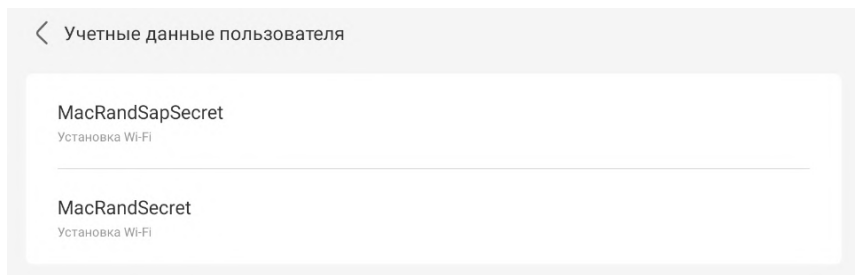 Учетные данные пользователя
MacRandSapSecret
Установка Wi-Fi
MacRandSecret
Установка Wi-Fi